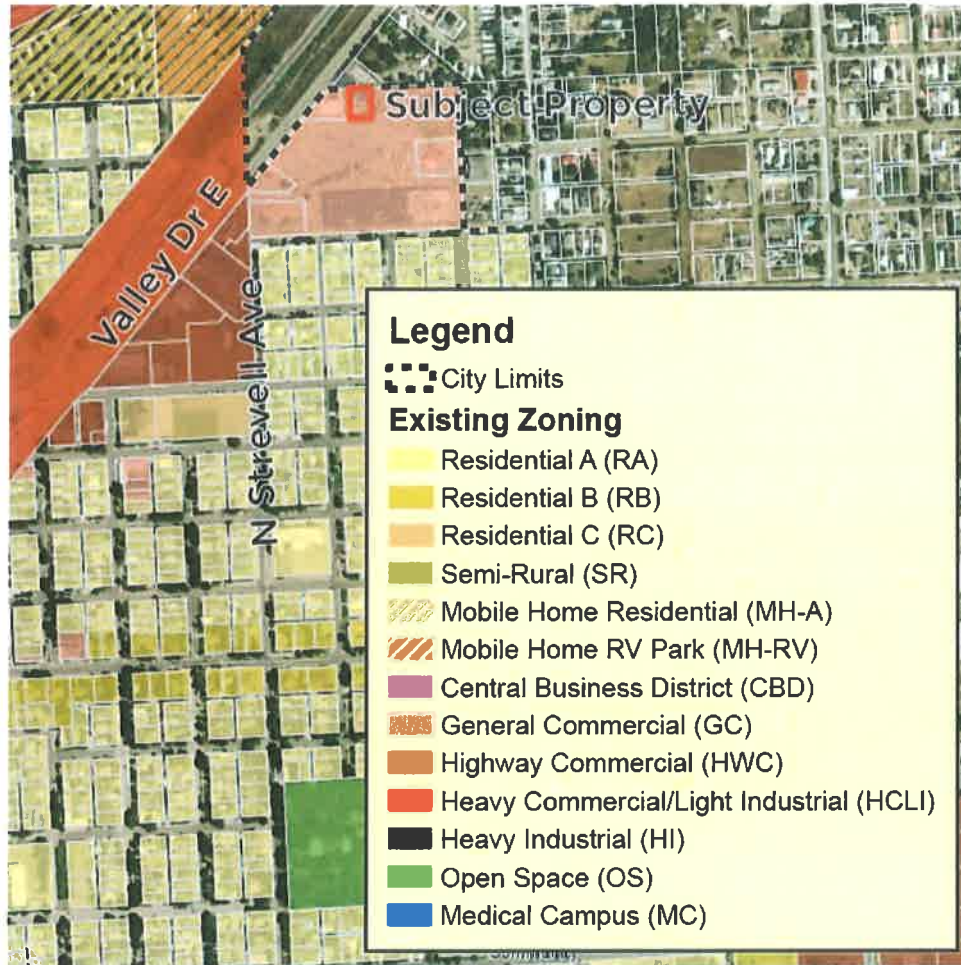 Subject Property
Valley Dr E
N Strevell Ave
Legend
City Limits
Existing Zoning
Residential A (RA)
Residential B (RB)
Residential C (RC)
Semi-Rural (SR)
Mobile Home Residential (MH-A)
Mobile Home RV Park (MH-RV)
Central Business District (CBD)
General Commercial (GC)
Highway Commercial (HWC)
Heavy Commercial/Light Industrial (HCLI)
Heavy Industrial (HI)
Open Space (OS)
Medical Campus (MC)